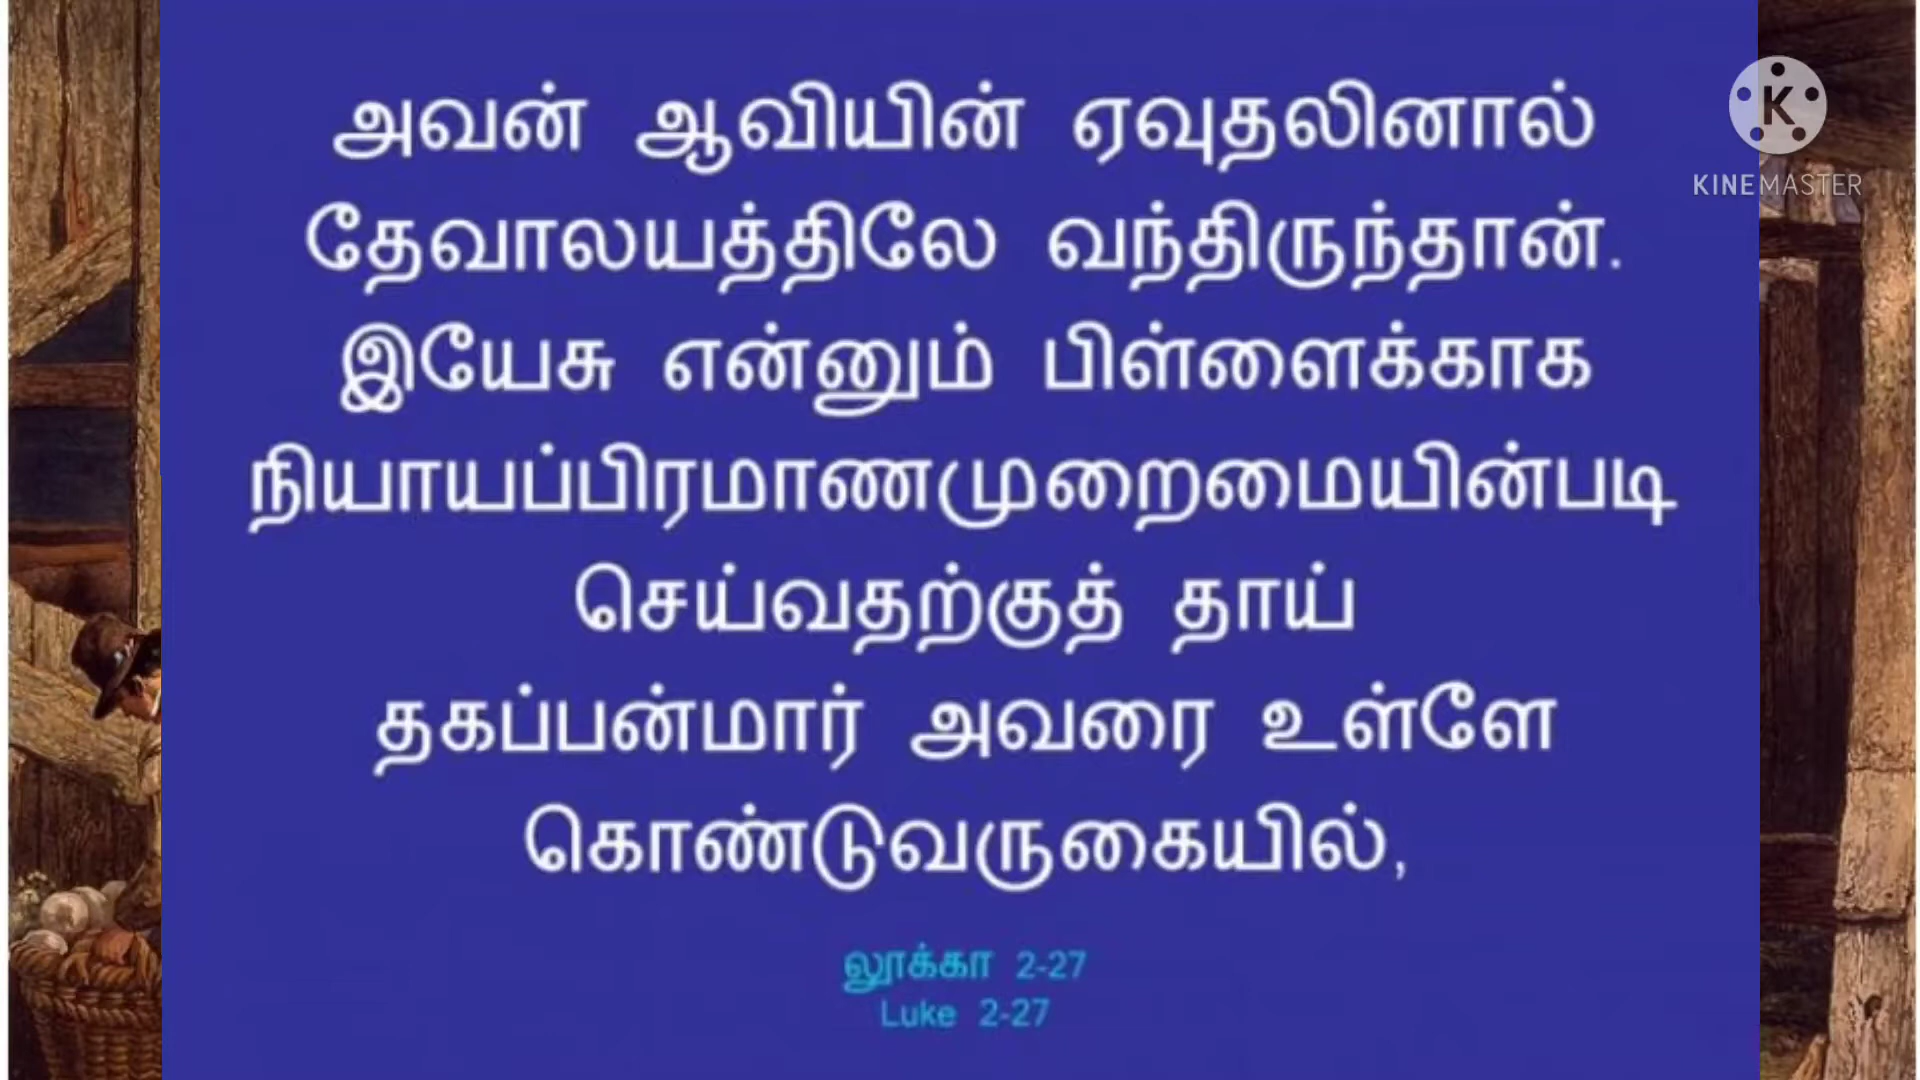 அவன் ஆவியின் ஏவுதலினால்
தேவாலயத்திலே வந்திருந்தான்.
இயேசு என்னும் பிள்ளைக்காக
நியாயப்பிரமாணமுறைமையின்படி
செய்வதற்குத் தாய்
தகப்பன்மார் அவரை உள்ளே
கொண்டுவருகையில்,
லூக்கா 2-27
Luke 2-27
K
KINEMASTER